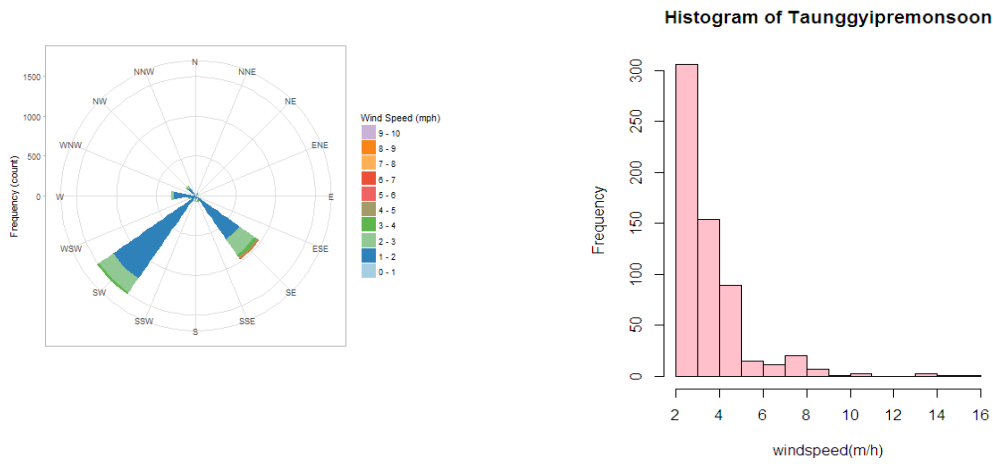 Histogram of Taunggyipremonsoon
N
NNW
NNE
NW
NE
WNW
ENE
W
E
WSW
ESE
SW
SE
SSW
SSE
S
1500
1000
500
0
Frequency (count)
Wind Speed (mph)
9 - 10
8 - 9
7 - 8
6 - 7
5 - 6
4 - 5
3 - 4
2 - 3
1 - 2
0 - 1
Frequency
300
250
200
150
100
50
0
2 4 6 8 10 12 14 16
windspeed(m/h)